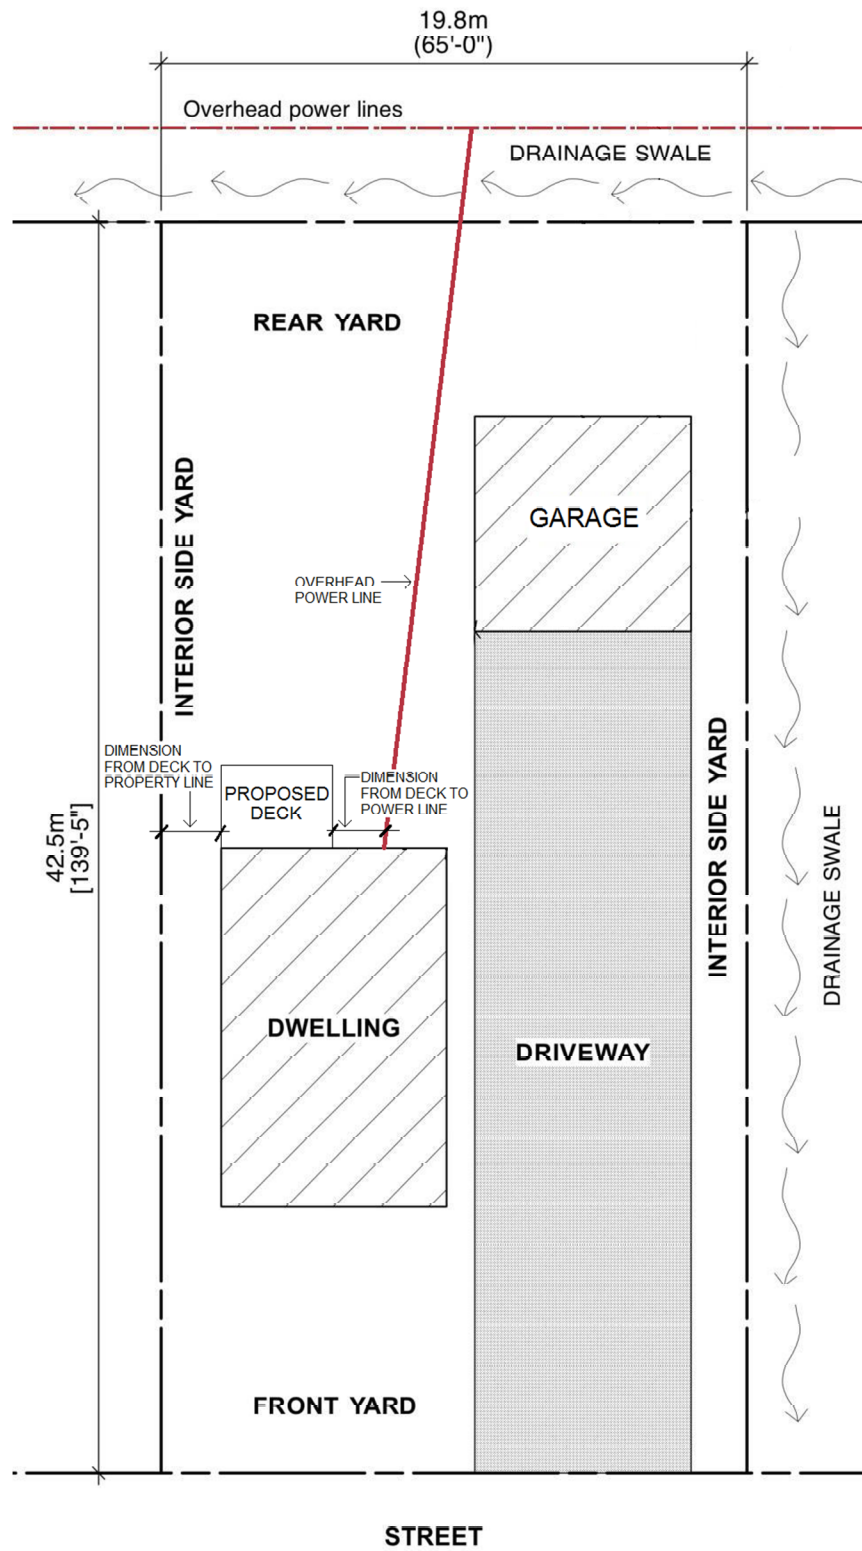 19.8m
(65'-0")
Overhead power lines
DRAINAGE SWALE
REAR YARD
INTERIOR SIDE YARD
GARAGE
OVERHEAD
POWER LINE
DIMENSION
FROM DECK TO
PROPERTY LINE
PROPOSED
DECK
DIMENSION
FROM DECK TO
POWER LINE
INTERIOR SIDE YARD
42.5m
[139'-5"]
DRAINAGE SWALE
DWELLING
DRIVEWAY
FRONT YARD
STREET